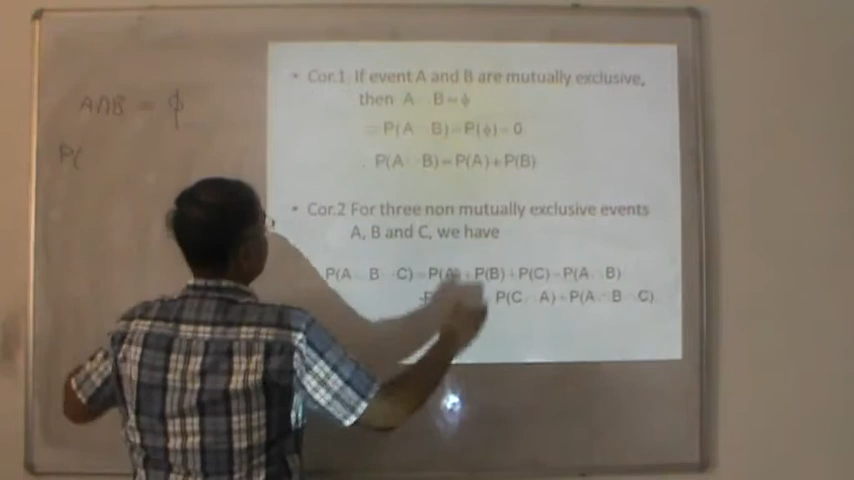 A∩B = ϕ
P(
• Cor.1 If event A and B are mutually exclusive,
then A B = ϕ
P(A B) = P(ϕ) = 0
P(A B) = P(A) + P(B)
• Cor.2 For three non mutually exclusive events
A, B and C, we have
P(A B C) = P(A) + P(B) + P(C) – P(A B)
P(C A) + P(A B C)